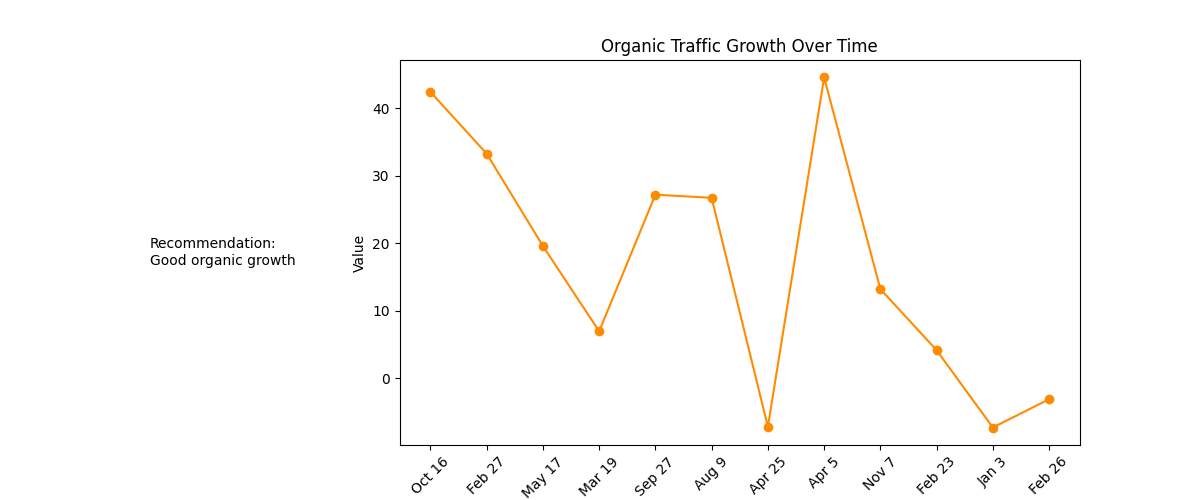 Organic Traffic Growth Over Time
Recommendation:
Good organic growth
Value
40
30
20
10
0
Oct 16
Feb 27
May 17
Mar 19
Sep 27
Aug 9
Apr 25
Apr 5
Nov 7
Feb 23
Jan 3
Feb 26